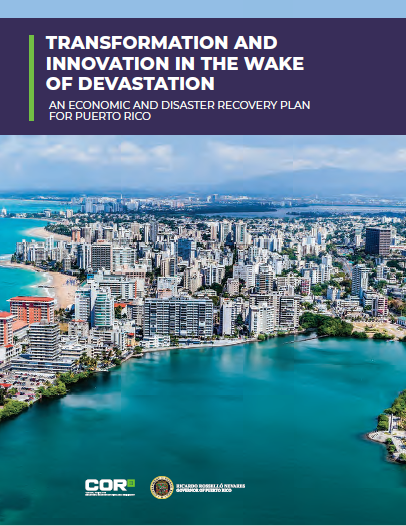 TRANSFORMATION AND
INNOVATION IN THE WAKE
OF DEVASTATION
AN ECONOMIC AND DISASTER RECOVERY PLAN
FOR PUERTO RICO
COR3
RICARDO ROSSELLÓ NEVARES
GOVERNOR OF PUERTO RICO